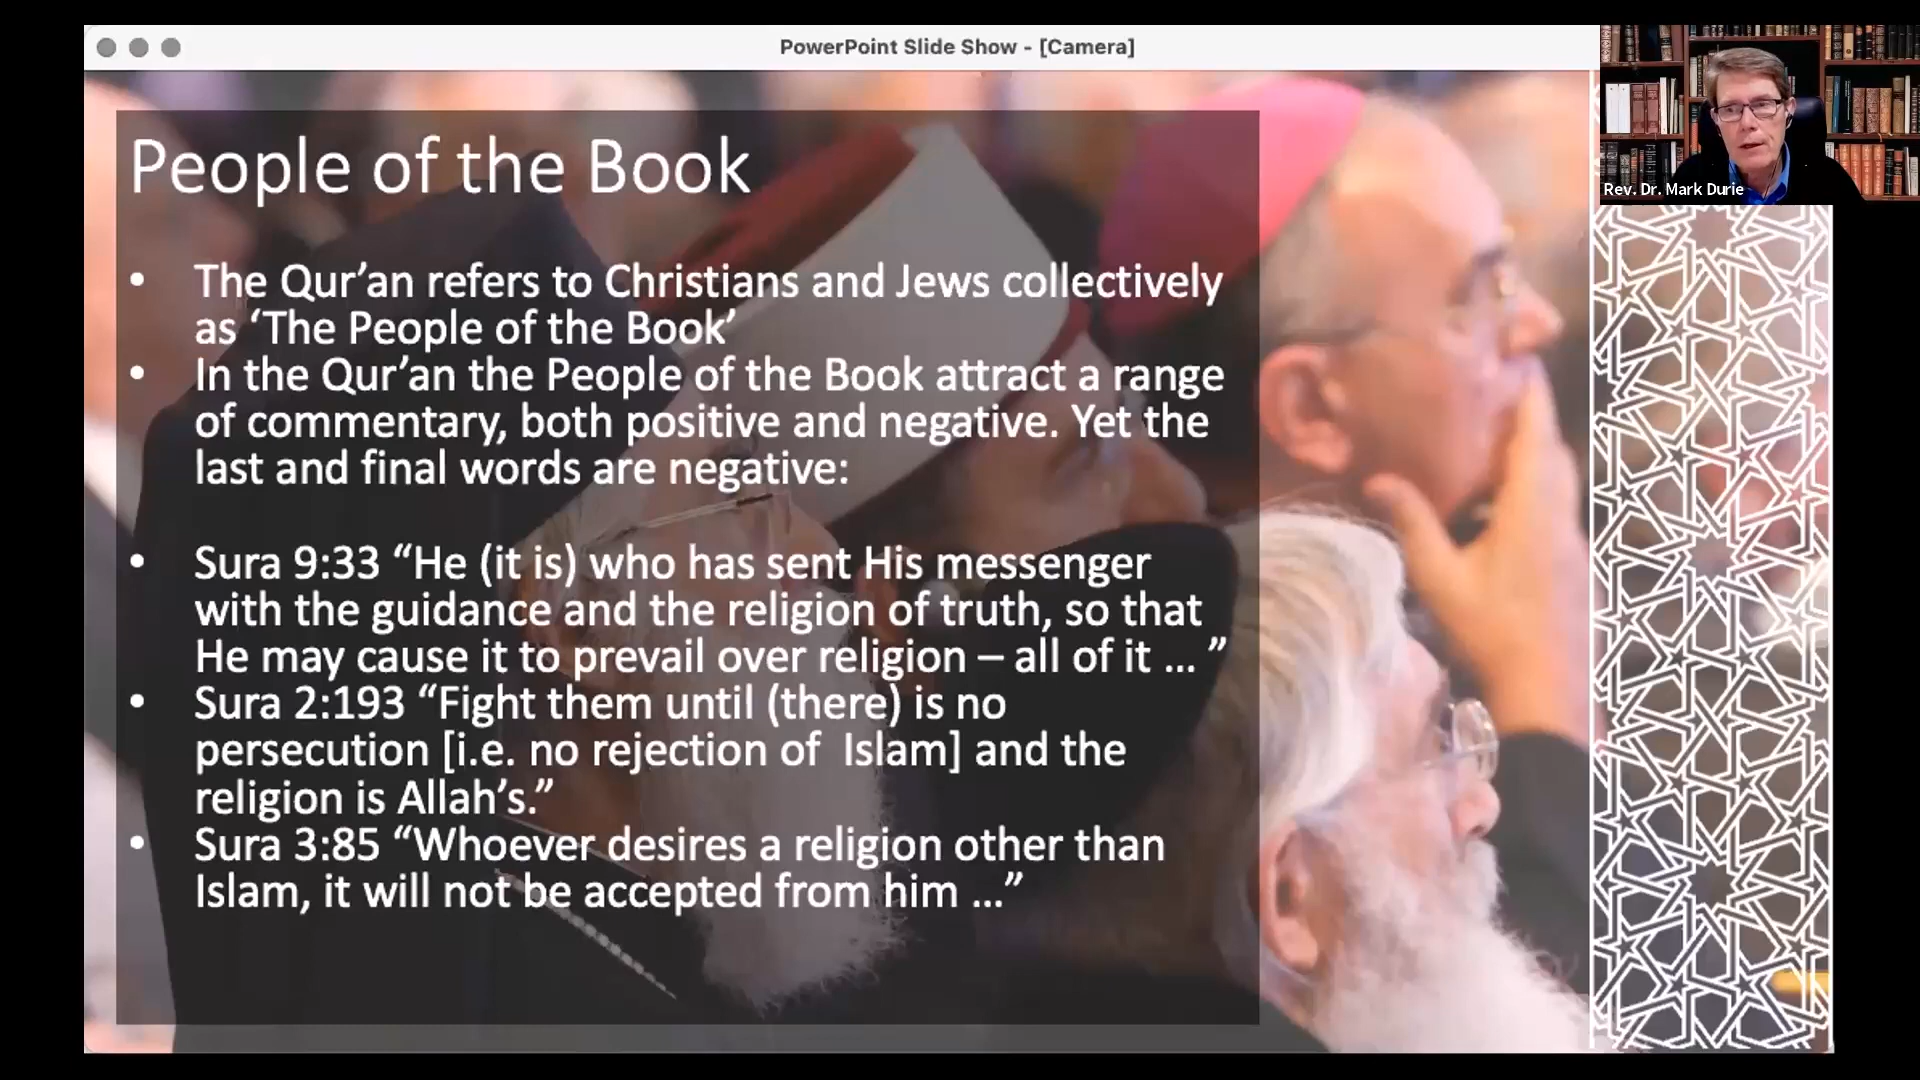 PowerPoint Slide Show - [Camera]
Rev. Dr. Mark Durie
People of the Book
• The Qur’an refers to Christians and Jews collectively
as ‘The People of the Book’
• In the Qur’an the People of the Book attract a range
of commentary, both positive and negative. Yet the
last and final words are negative:
• Sura 9:33 “He (it is) who has sent His messenger
with the guidance and the religion of truth, so that
He may cause it to prevail over religion – all of it ... ”
• Sura 2:193 “Fight them until (there) is no
persecution [i.e. no rejection of  Islam] and the
religion is Allah’s.”
• Sura 3:85 “Whoever desires a religion other than
Islam, it will not be accepted from him ...”